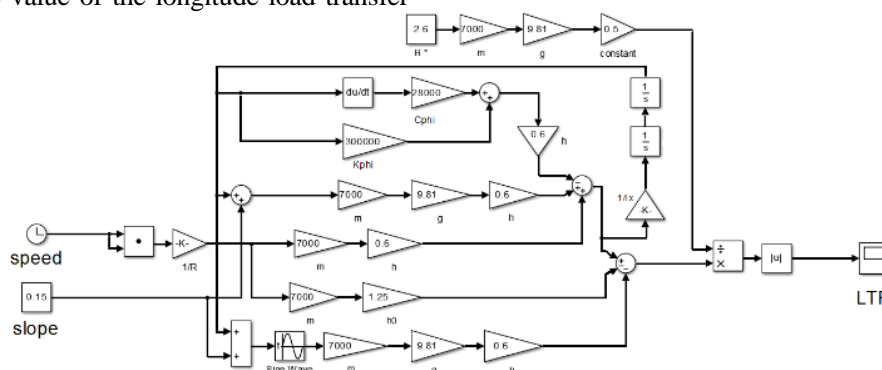 value of the longitude load transfer
2.6 7000 9.81 0.5
B * m g constant
du/dt 28000 1/s
Cphi
300000 0.6 h 1/s
Kphi
7000 9.81 0.6 1/Ix -K-
m g h
speed -K- 7000 0.6
1/R m h
0.15 7000 1.25 |u|
slope m h0 LTR
7000 9.81 0.6
Sine Wave m g h